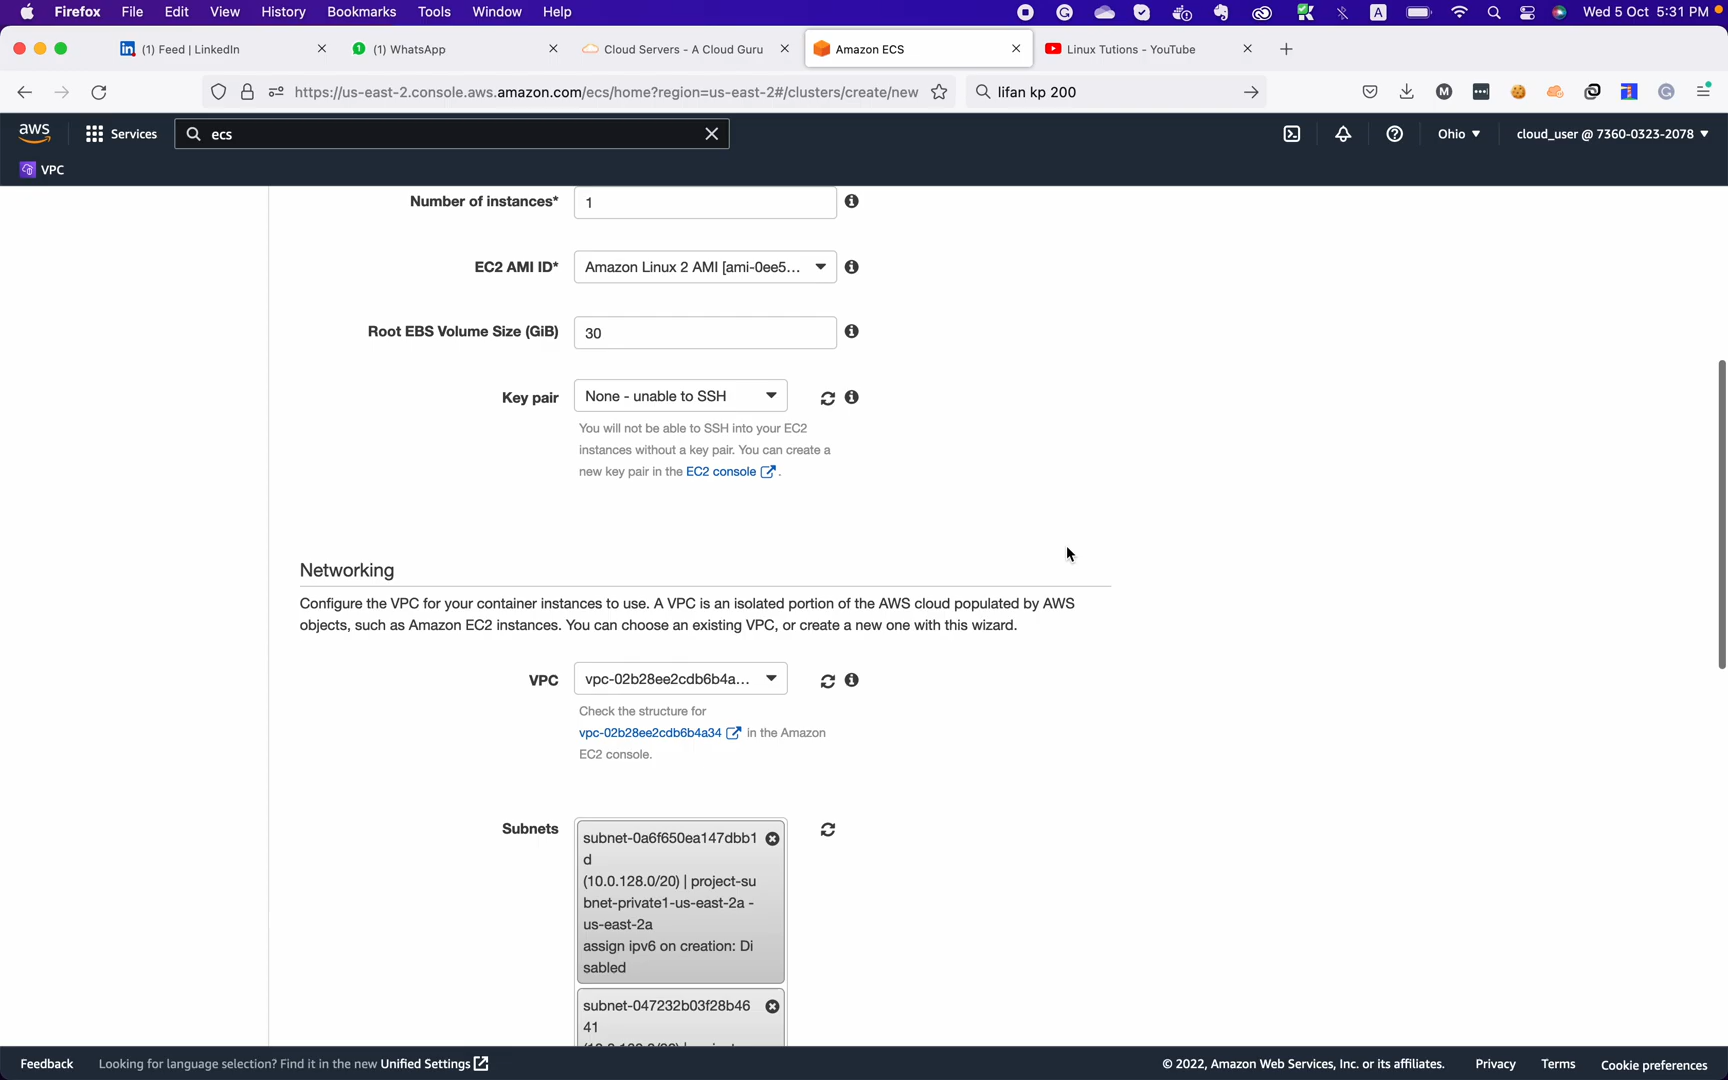 Firefox File Edit View History Bookmarks Tools Window Help Wed 5 Oct 5:31 PM
(1) Feed | LinkedIn
(1) WhatsApp
Cloud Servers - A Cloud Guru
Amazon ECS
Linux Tutions - YouTube
https://us-east-2.console.aws.amazon.com/ecs/home?region=us-east-2#/clusters/create/new
lifan kp 200
aws
Services
ecs
Ohio
cloud_user @ 7360-0323-2078
VPC
Number of instances* 1
EC2 AMI ID* Amazon Linux 2 AMI [ami-0ee5...
Root EBS Volume Size (GiB) 30
Key pair None - unable to SSH
You will not be able to SSH into your EC2
instances without a key pair. You can create a
new key pair in the EC2 console .
Networking
Configure the VPC for your container instances to use. A VPC is an isolated portion of the AWS cloud populated by AWS
objects, such as Amazon EC2 instances. You can choose an existing VPC, or create a new one with this wizard.
VPC vpc-02b28ee2cdb6b4a...
Check the structure for
vpc-02b28ee2cdb6b4a34 in the Amazon
EC2 console.
Subnets
subnet-0a6f650ea147dbb1
d
(10.0.128.0/20) | project-su
bnet-private1-us-east-2a -
us-east-2a
assign ipv6 on creation: Di
sabled
subnet-047232b03f28b46
41
Feedback Looking for language selection? Find it in the new Unified Settings © 2022, Amazon Web Services, Inc. or its affiliates. Privacy Terms Cookie preferences